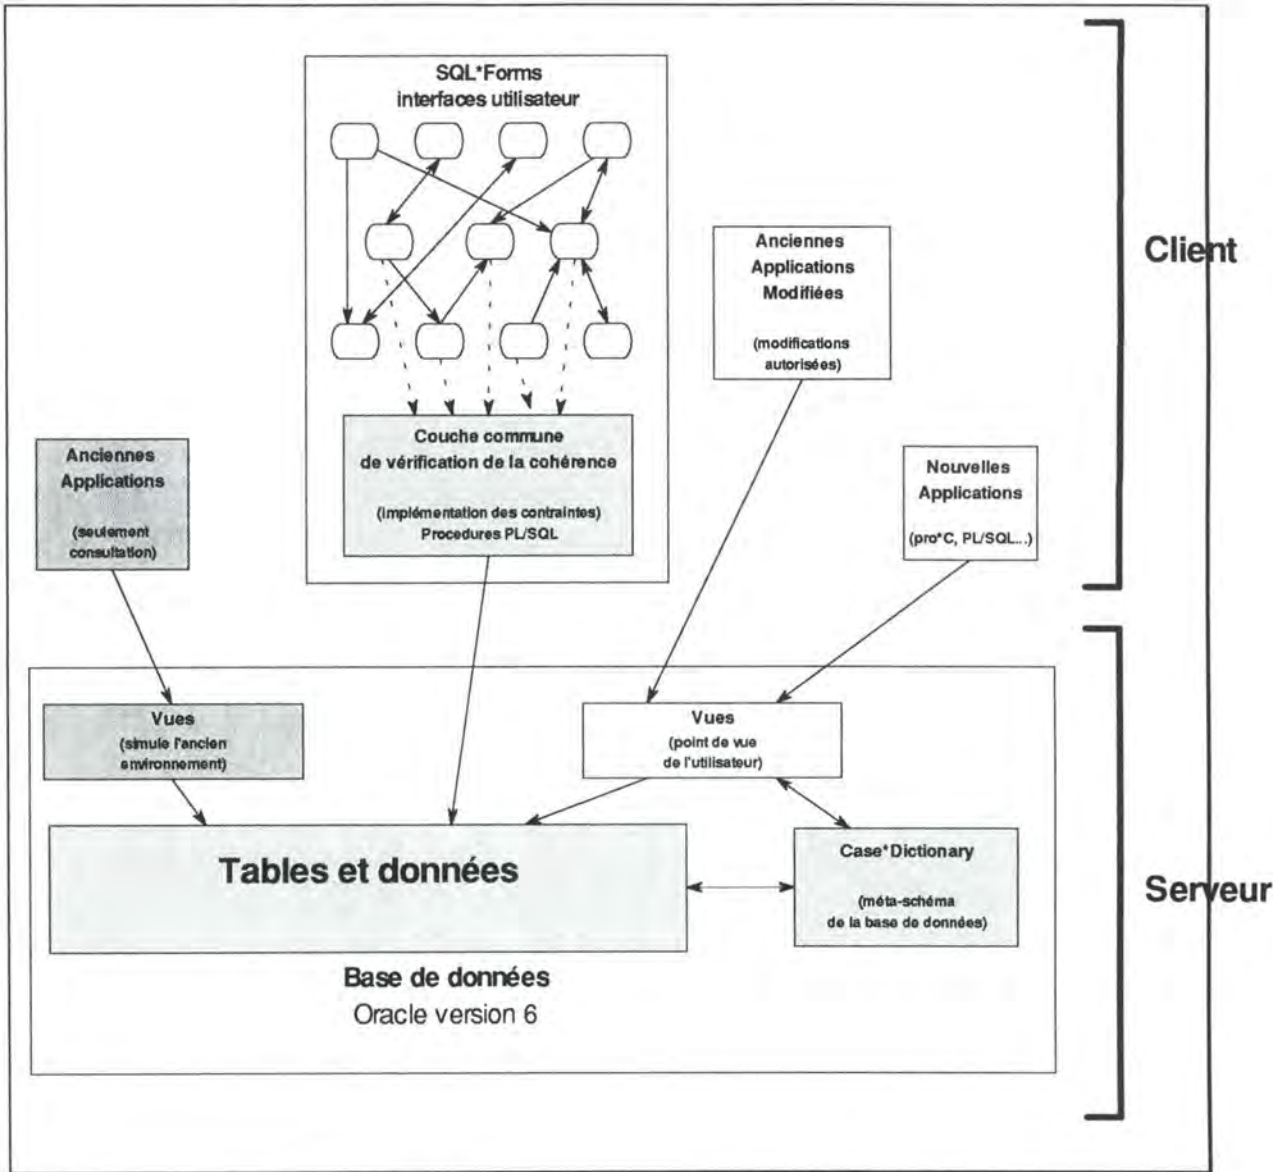 SQL*Forms
interfaces utilisateur
Client
Anciennes
Applications
Modifiées
(modifications
autorisées)
Couche commune
de vérification de la cohérence
(Implémentation des contraintes)
Procedures PL/SQL
Anciennes
Applications
(seulement
consultation)
Nouvelles
Applications
(pro*C, PL/SQL...)
Vues
(simule l'ancien
environnement)
Vues
(point de vue
de l'utilisateur)
Tables et données
Case*Dictionary
(méta-schéma
de la base de données)
Serveur
Base de données
Oracle version 6